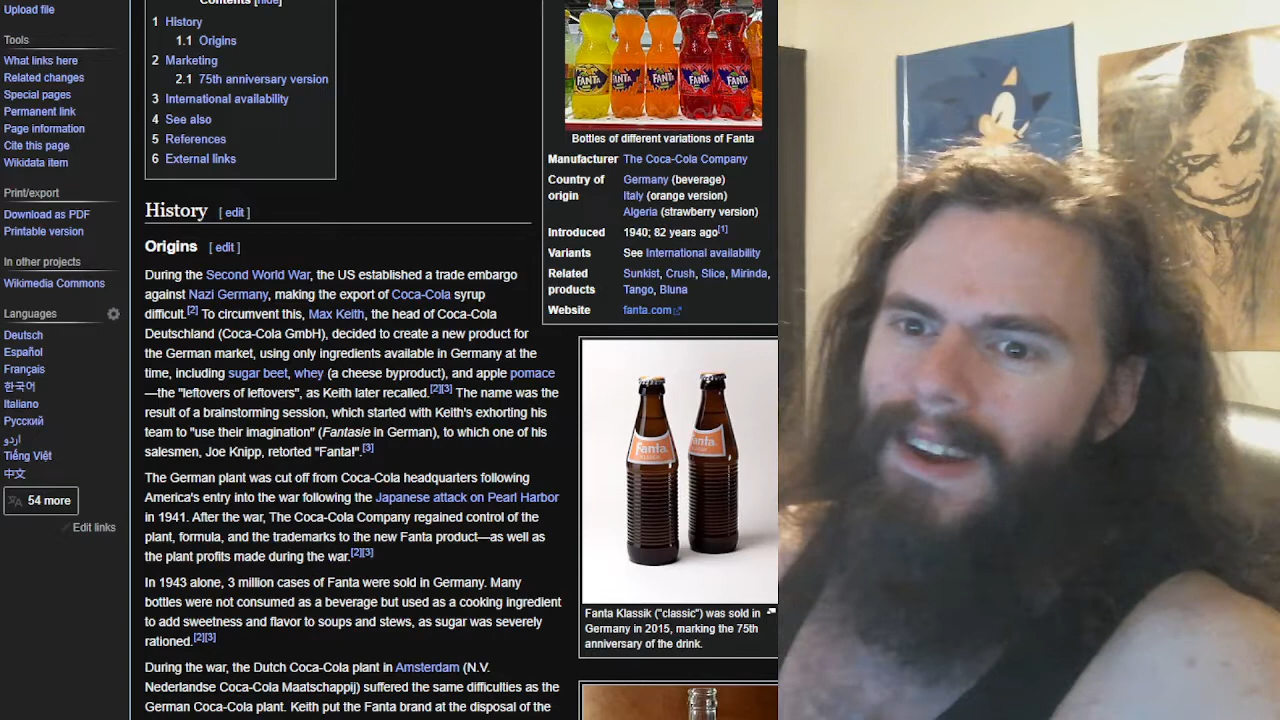 Upload file
Tools
What links here
Related changes
Special pages
Permanent link
Page information
Cite this page
Wikidata item
Print/export
Download as PDF
Printable version
In other projects
Wikimedia Commons
Languages
Deutsch
Español
Français
한국어
Italiano
Русский
اردو
Tiếng Việt
中文
54 more
Edit links
Contents [hide]
1 History
1.1 Origins
2 Marketing
2.1 75th anniversary version
3 International availability
4 See also
5 References
6 External links
History [ edit ]
Origins [ edit ]
During the Second World War, the US established a trade embargo
against Nazi Germany, making the export of Coca-Cola syrup
difficult.[2] To circumvent this, Max Keith, the head of Coca-Cola
Deutschland (Coca-Cola GmbH), decided to create a new product for
the German market, using only ingredients available in Germany at the
time, including sugar beet, whey (a cheese byproduct), and apple pomace
—the "leftovers of leftovers", as Keith later recalled.[2][3] The name was the
result of a brainstorming session, which started with Keith's exhorting his
team to "use their imagination" (Fantasie in German), to which one of his
salesmen, Joe Knipp, retorted "Fanta!".[3]
The German plant was cut off from Coca-Cola headquarters following
America's entry into the war following the Japanese attack on Pearl Harbor
in 1941. After the war, The Coca-Cola Company regained control of the
plant, formula, and the trademarks to the new Fanta product—as well as
the plant profits made during the war.[2][3]
In 1943 alone, 3 million cases of Fanta were sold in Germany. Many
bottles were not consumed as a beverage but used as a cooking ingredient
to add sweetness and flavor to soups and stews, as sugar was severely
rationed.[2][3]
During the war, the Dutch Coca-Cola plant in Amsterdam (N.V.
Nederlandse Coca-Cola Maatschappij) suffered the same difficulties as the
German Coca-Cola plant. Keith put the Fanta brand at the disposal of the
FANTA FANTA FANTA FANTA FANTA
Bottles of different variations of Fanta
Manufacturer The Coca-Cola Company
Country of origin Germany (beverage)
Italy (orange version)
Algeria (strawberry version)
Introduced 1940; 82 years ago[1]
Variants See International availability
Related products Sunkist, Crush, Slice, Mirinda,
Tango, Bluna
Website fanta.com
Fanta. Fanta.
Fanta Klassik ("classic") was sold in
Germany in 2015, marking the 75th
anniversary of the drink.